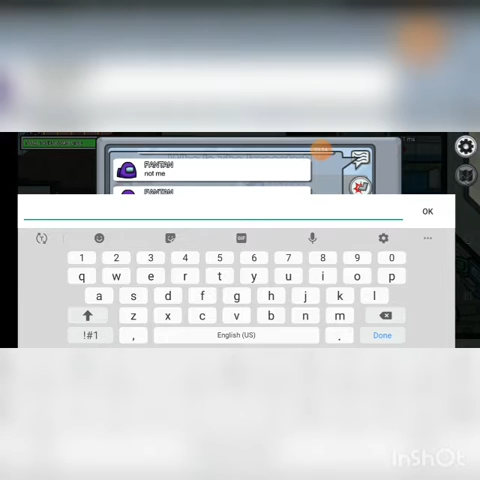 FANTAN
not me
FANTAN
OK
GIF
1 2 3 4 5 6 7 8 9 0
q w e r t y u i o p
a s d f g h j k l
z x c v b n m
!#1 , English (US) . Done
InShOt